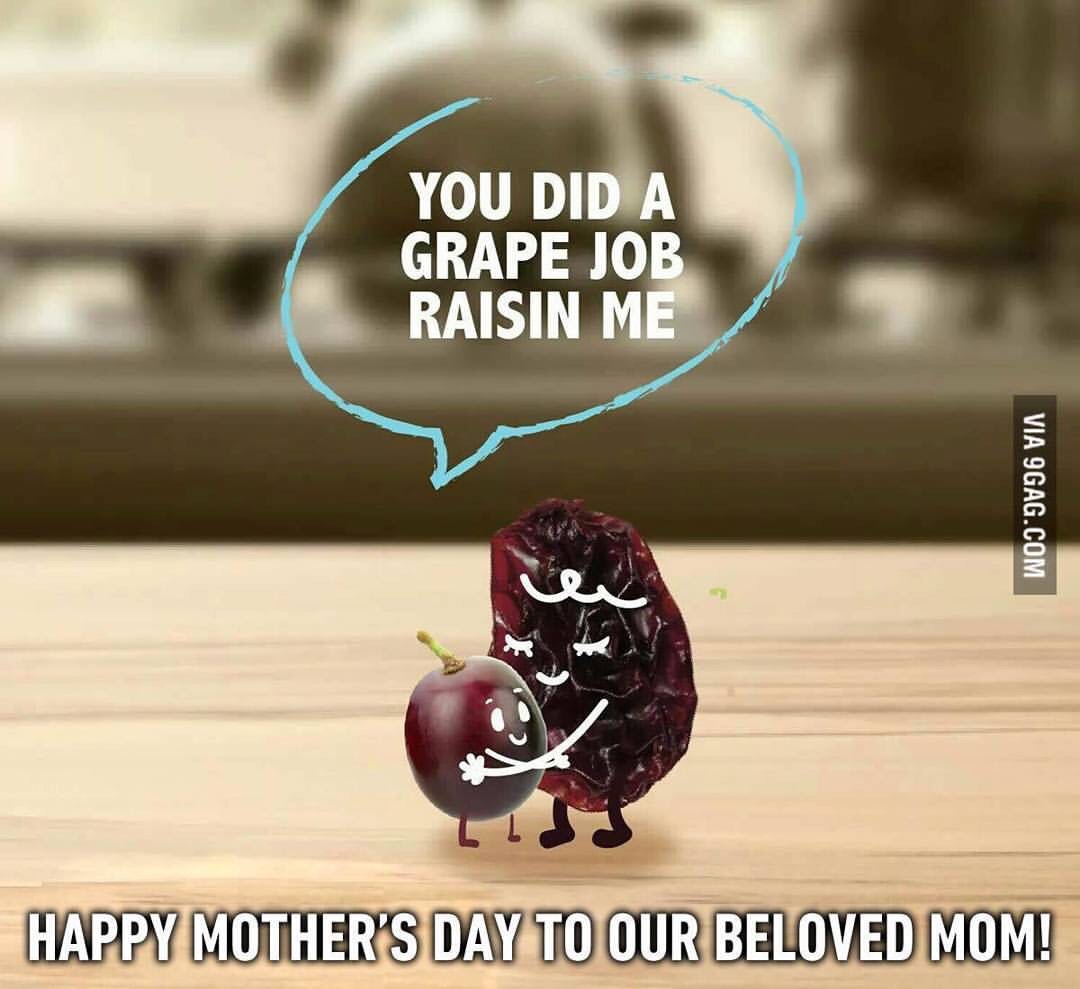 YOU DID A
GRAPE JOB
RAISIN ME
VIA 9GAG.COM
HAPPY MOTHER'S DAY TO OUR BELOVED MOM!